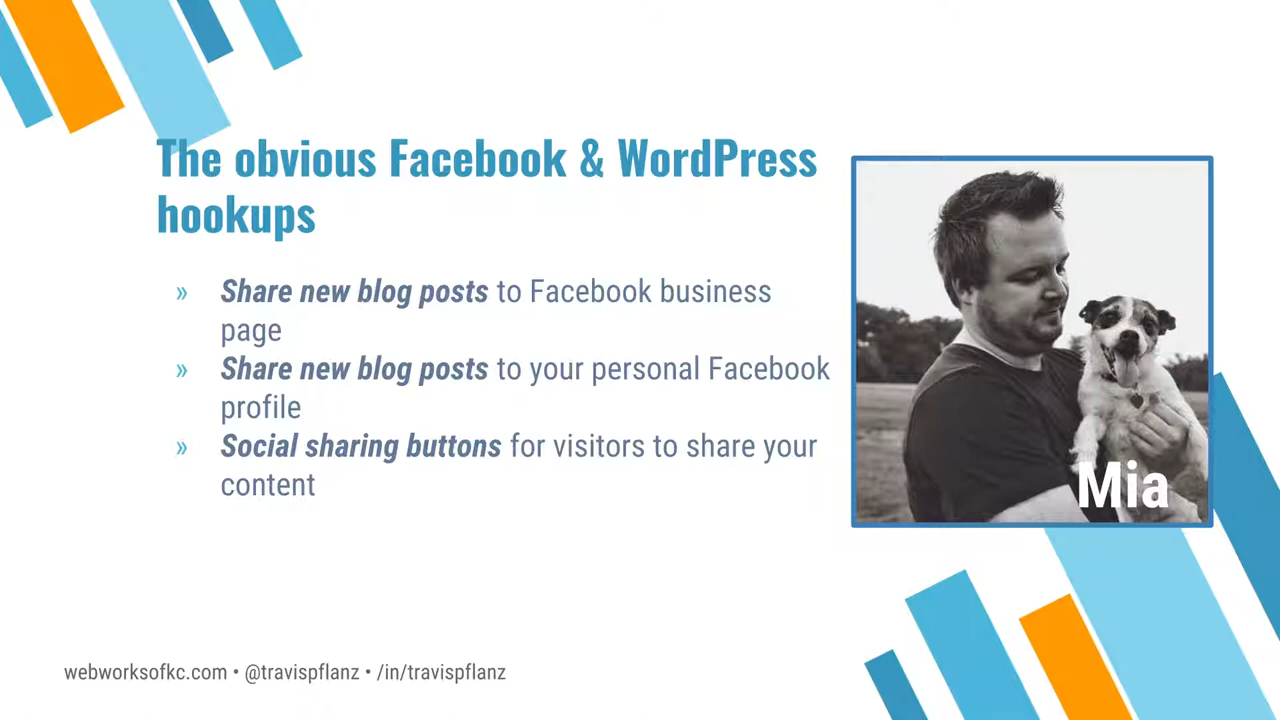 The obvious Facebook & WordPress
hookups
» Share new blog posts to Facebook business
page
» Share new blog posts to your personal Facebook
profile
» Social sharing buttons for visitors to share your
content
Mia
webworksofkc.com • @travispflanz • /in/travispflanz